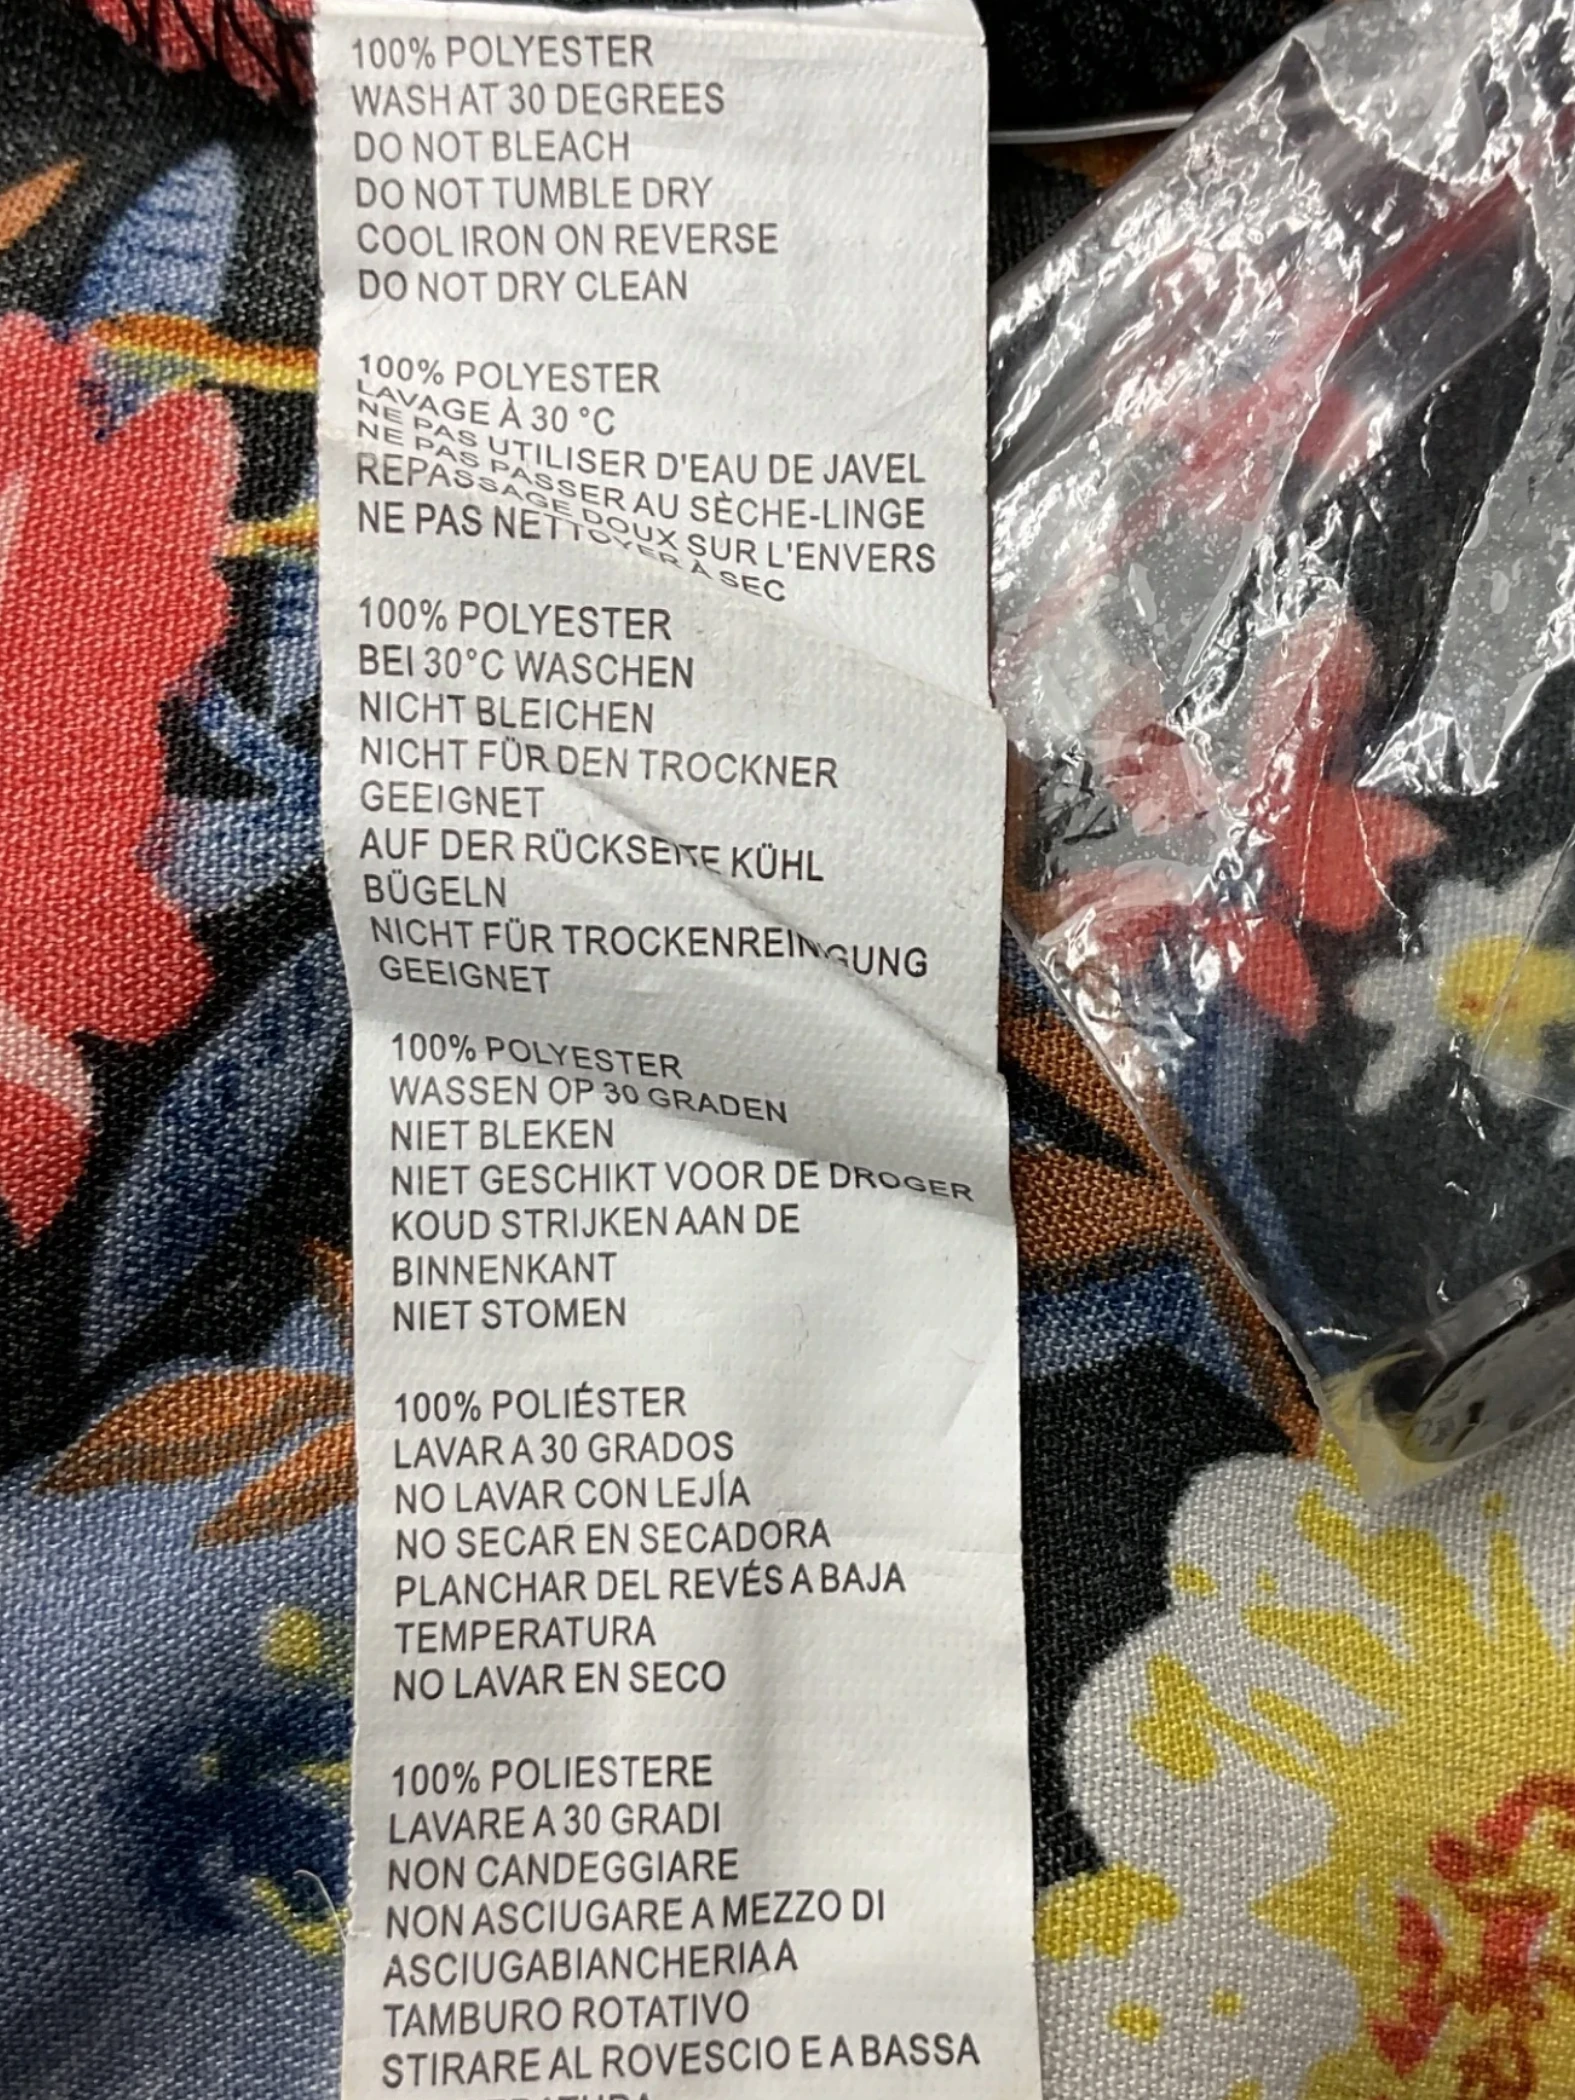 100% POLYESTER
WASH AT 30 DEGREES
DO NOT BLEACH
DO NOT TUMBLE DRY
COOL IRON ON REVERSE
DO NOT DRY CLEAN
100% POLYESTER
LAVAGE À 30 °C
NE PAS UTILISER D'EAU DE JAVEL
NE PAS PASSER AU SÈCHE-LINGE
REPASSAGE DOUX SUR L'ENVERS
NE PAS NETTOYER À SEC
100% POLYESTER
BEI 30°C WASCHEN
NICHT BLEICHEN
NICHT FÜR DEN TROCKNER
GEEIGNET
AUF DER RÜCKSEITE KÜHL
BÜGELN
NICHT FÜR TROCKENREINGUNG
GEEIGNET
100% POLYESTER
WASSEN OP 30 GRADEN
NIET BLEKEN
NIET GESCHIKT VOOR DE DROGER
KOUD STRIJKEN AAN DE
BINNENKANT
NIET STOMEN
100% POLIÉSTER
LAVAR A 30 GRADOS
NO LAVAR CON LEJÍA
NO SECAR EN SECADORA
PLANCHAR DEL REVÉS A BAJA
TEMPERATURA
NO LAVAR EN SECO
100% POLIESTERE
LAVARE A 30 GRADI
NON CANDEGGIARE
NON ASCIUGARE A MEZZO DI
ASCIUGABIANCHERIA A
TAMBURO ROTATIVO
STIRARE AL ROVESCIO E A BASSA